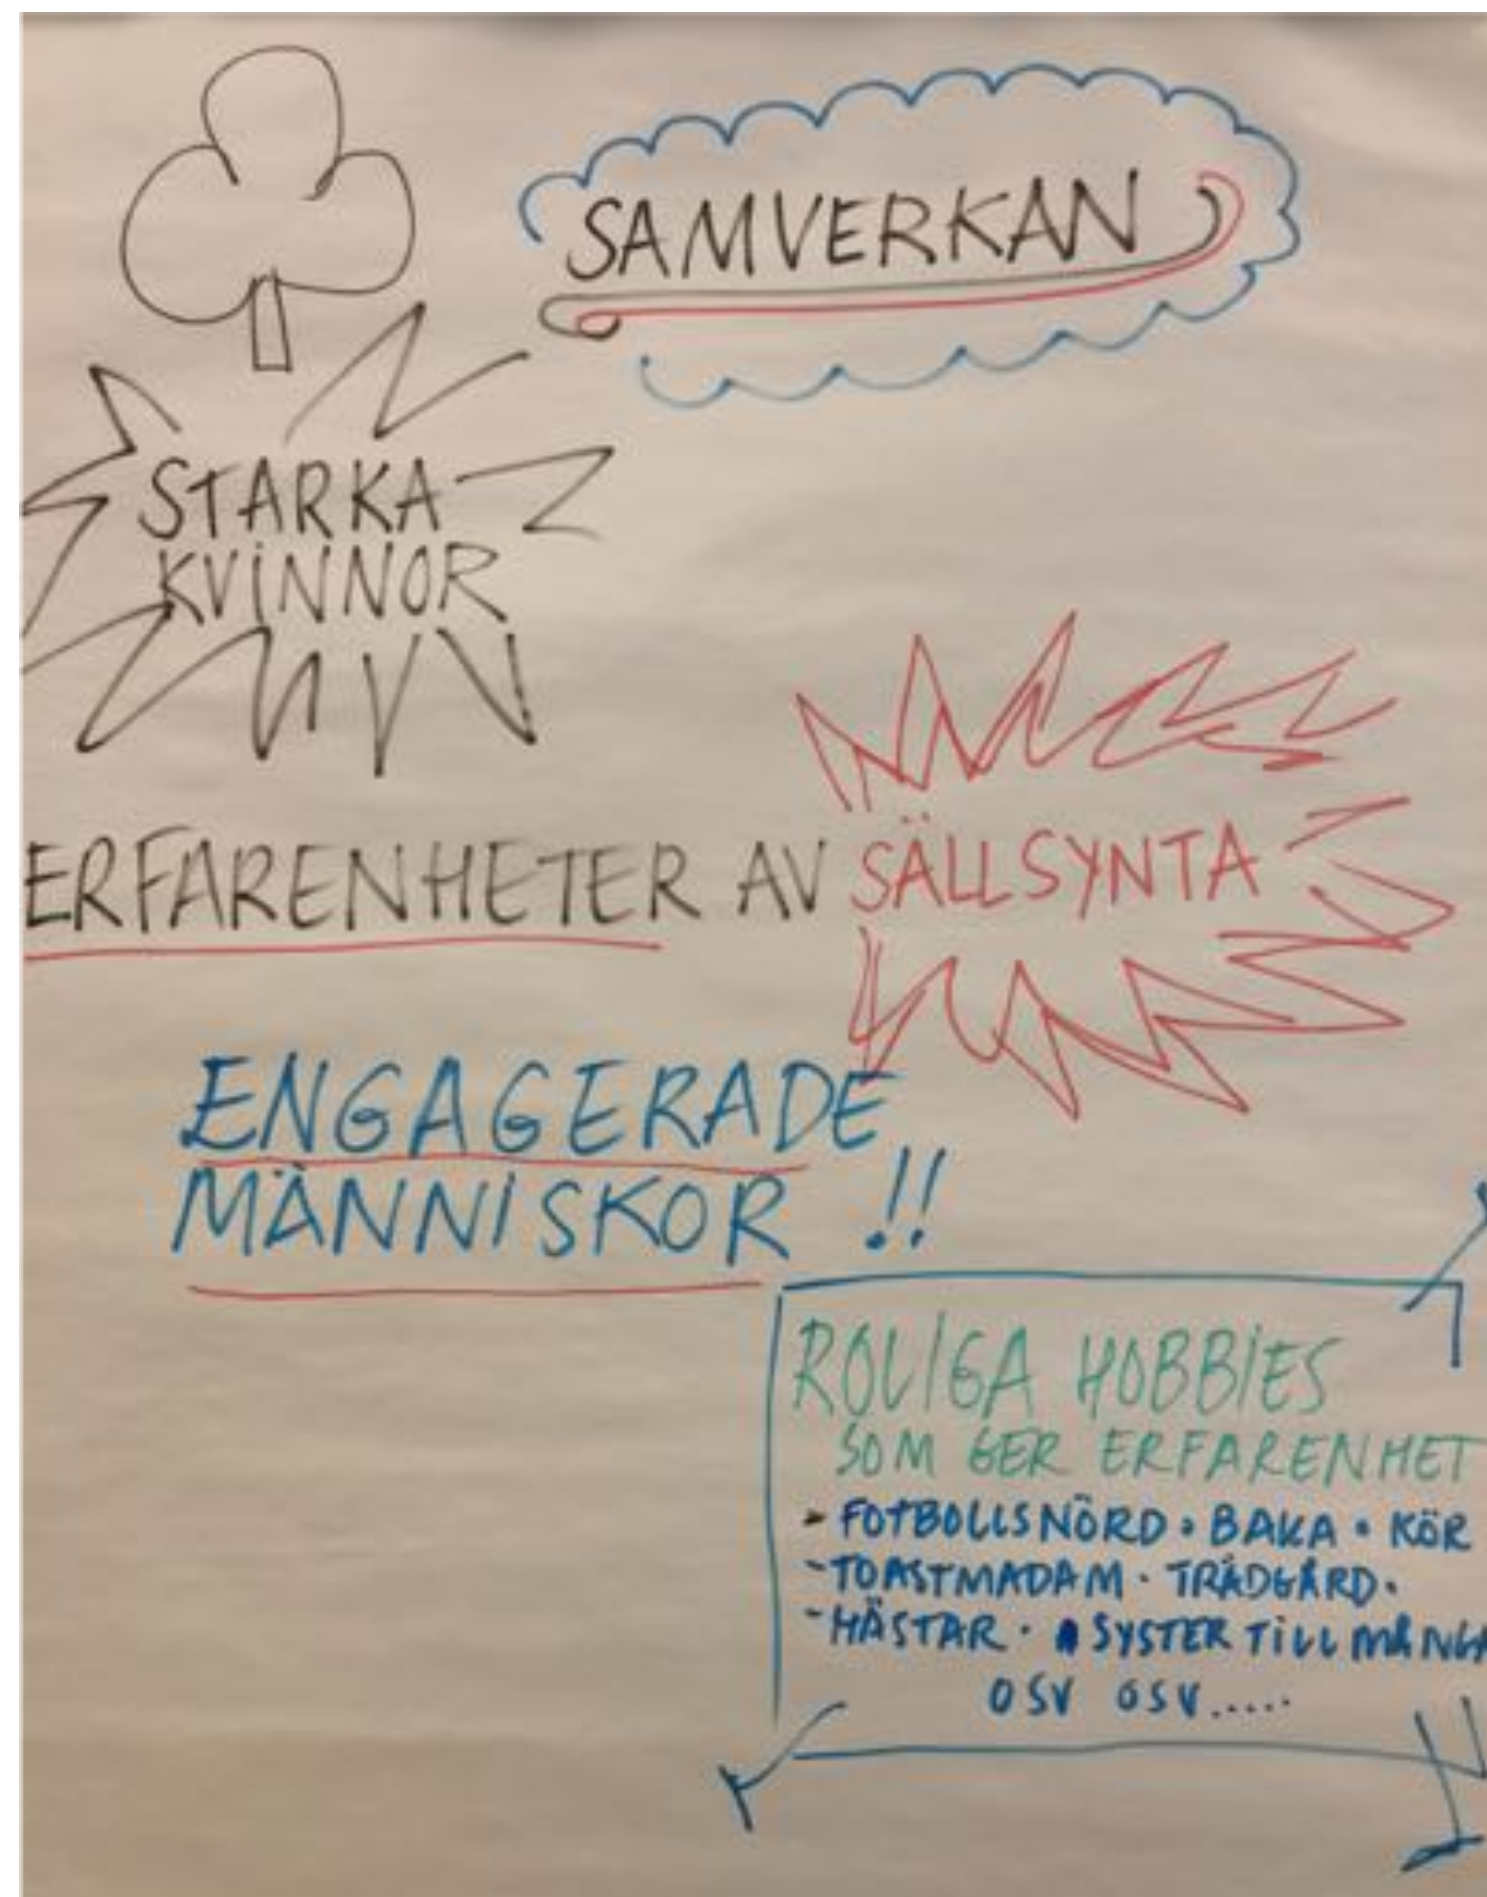 SAMVERKAN
STARKA
KVINNOR
ERFARENHETER AV SÄLLSYNTA
ENGAGERADE
MÄNNISKOR !!
ROLIGA HOBBIES
SOM GER ERFARENHET
- FOTBOLLSNÖRD • BAKA • KÖR
- TOASTMADAM • TRÄDGÅRD •
- HÄSTAR • SYSTER TILL MÅNGA
OSV OSV.....